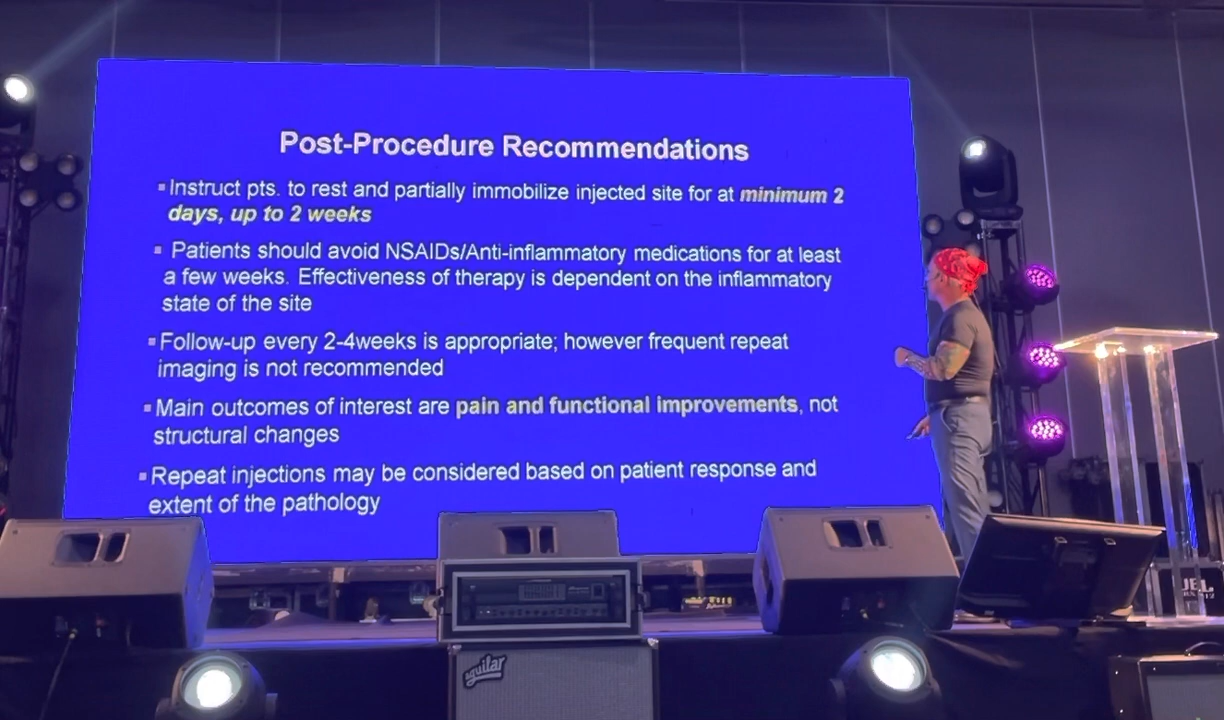 Post-Procedure Recommendations
▪Instruct pts. to rest and partially immobilize injected site for at minimum 2
days, up to 2 weeks
▪ Patients should avoid NSAIDs/Anti-inflammatory medications for at least
a few weeks. Effectiveness of therapy is dependent on the inflammatory
state of the site
▪Follow-up every 2-4weeks is appropriate; however frequent repeat
imaging is not recommended
▪Main outcomes of interest are pain and functional improvements, not
structural changes
▪Repeat injections may be considered based on patient response and
extent of the pathology
aguilar